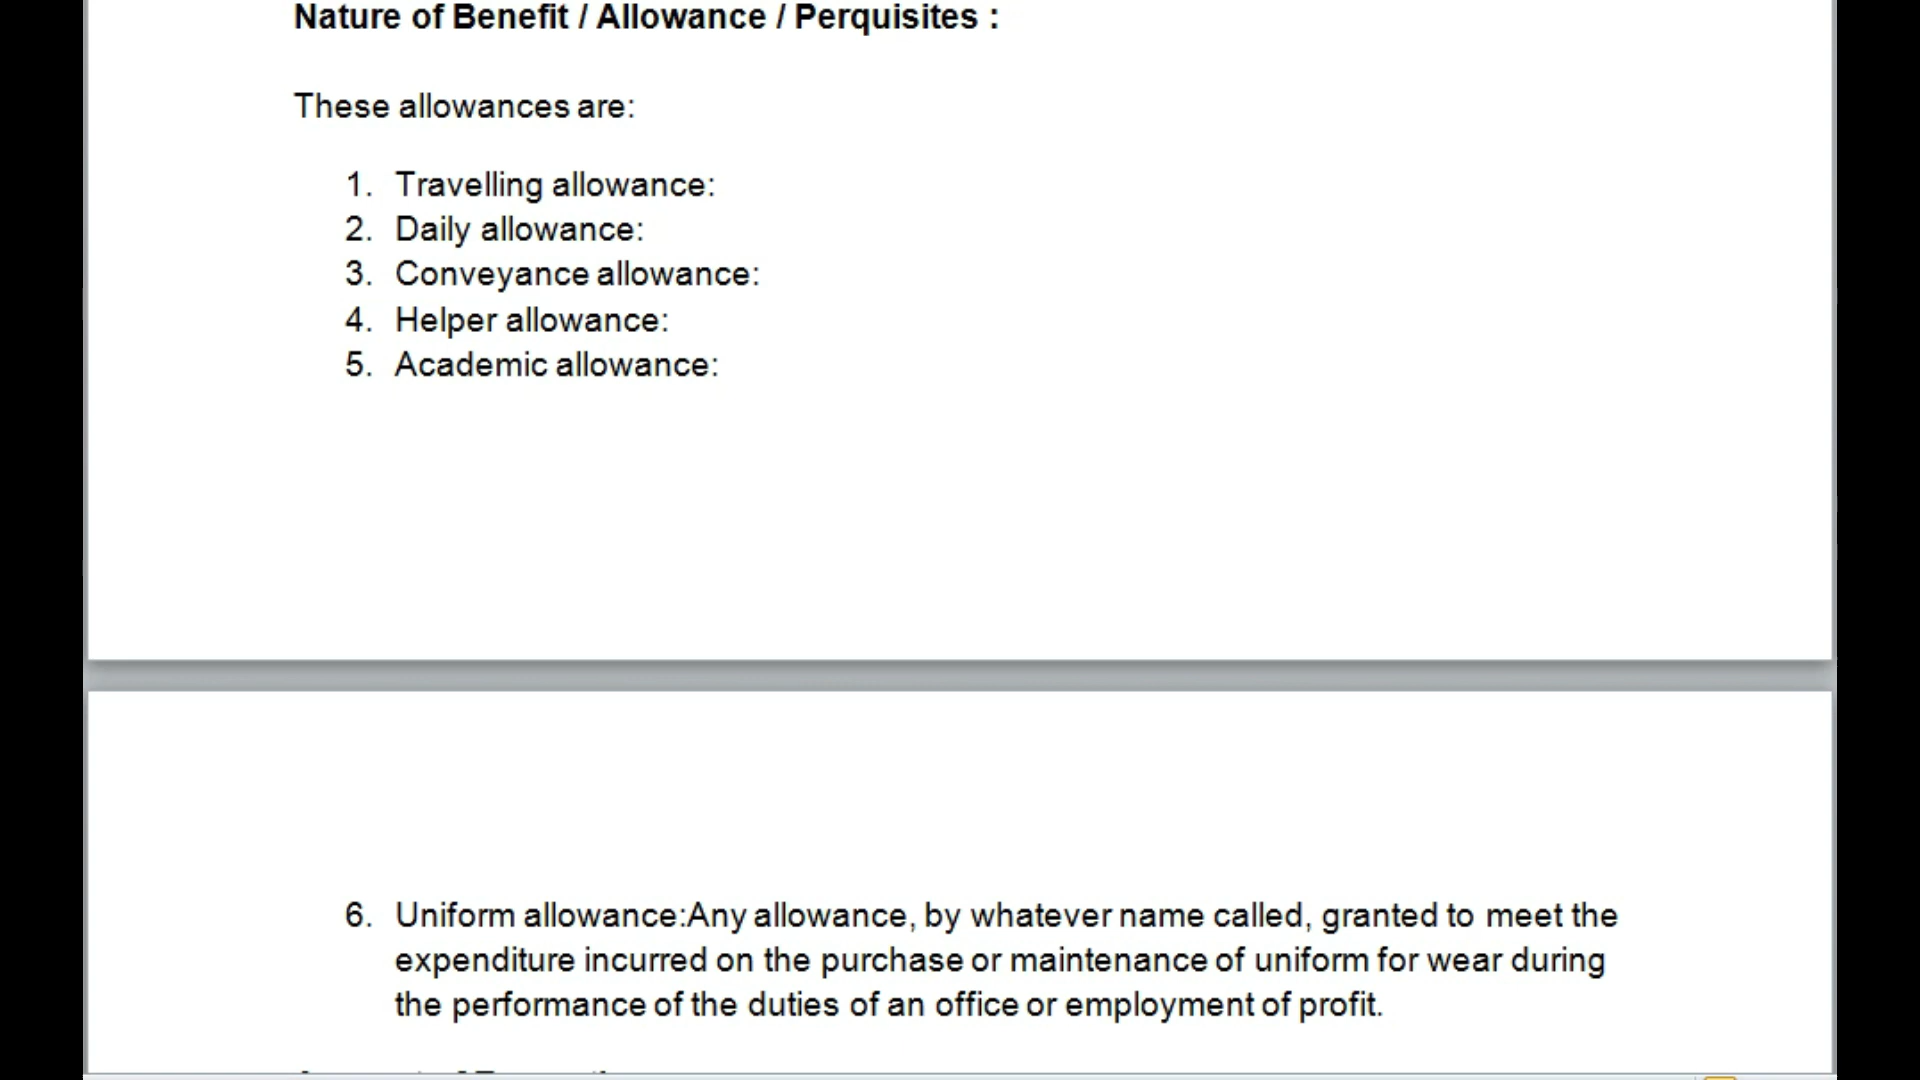 Nature of Benefit / Allowance / Perquisites :
These allowances are:
1. Travelling allowance:
2. Daily allowance:
3. Conveyance allowance:
4. Helper allowance:
5. Academic allowance:
6. Uniform allowance:Any allowance, by whatever name called, granted to meet the
expenditure incurred on the purchase or maintenance of uniform for wear during
the performance of the duties of an office or employment of profit.